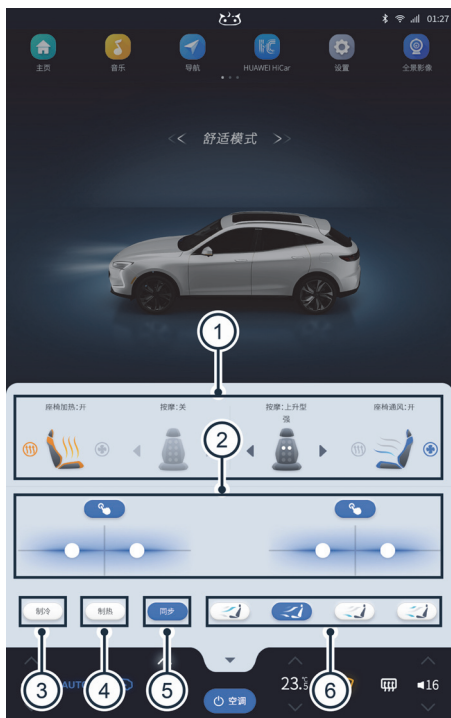 01:27
主页 音乐 导航 HUAWEI HiCar 设置 全景影像
<< 舒适模式 >>
1
座椅加热:开 按摩:关 按摩:上升型 座椅通风:开
强
2
制冷 制热 同步
3 4 5 6
AUTO 23.5 16
空调